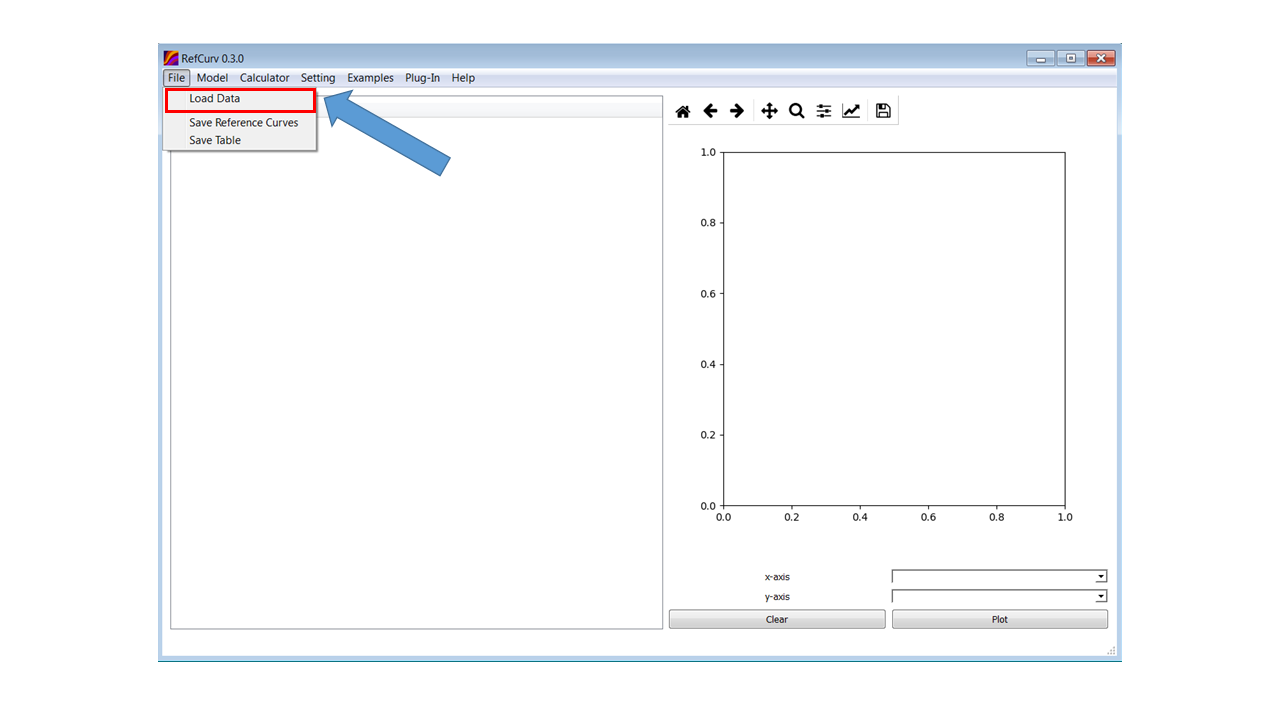 RefCurv 0.3.0
File Model Calculator Setting Examples Plug-In Help
Load Data
Save Reference Curves
Save Table
1.0
0.8
0.6
0.4
0.2
0.0
0.0 0.2 0.4 0.6 0.8 1.0
x-axis
y-axis
Clear Plot